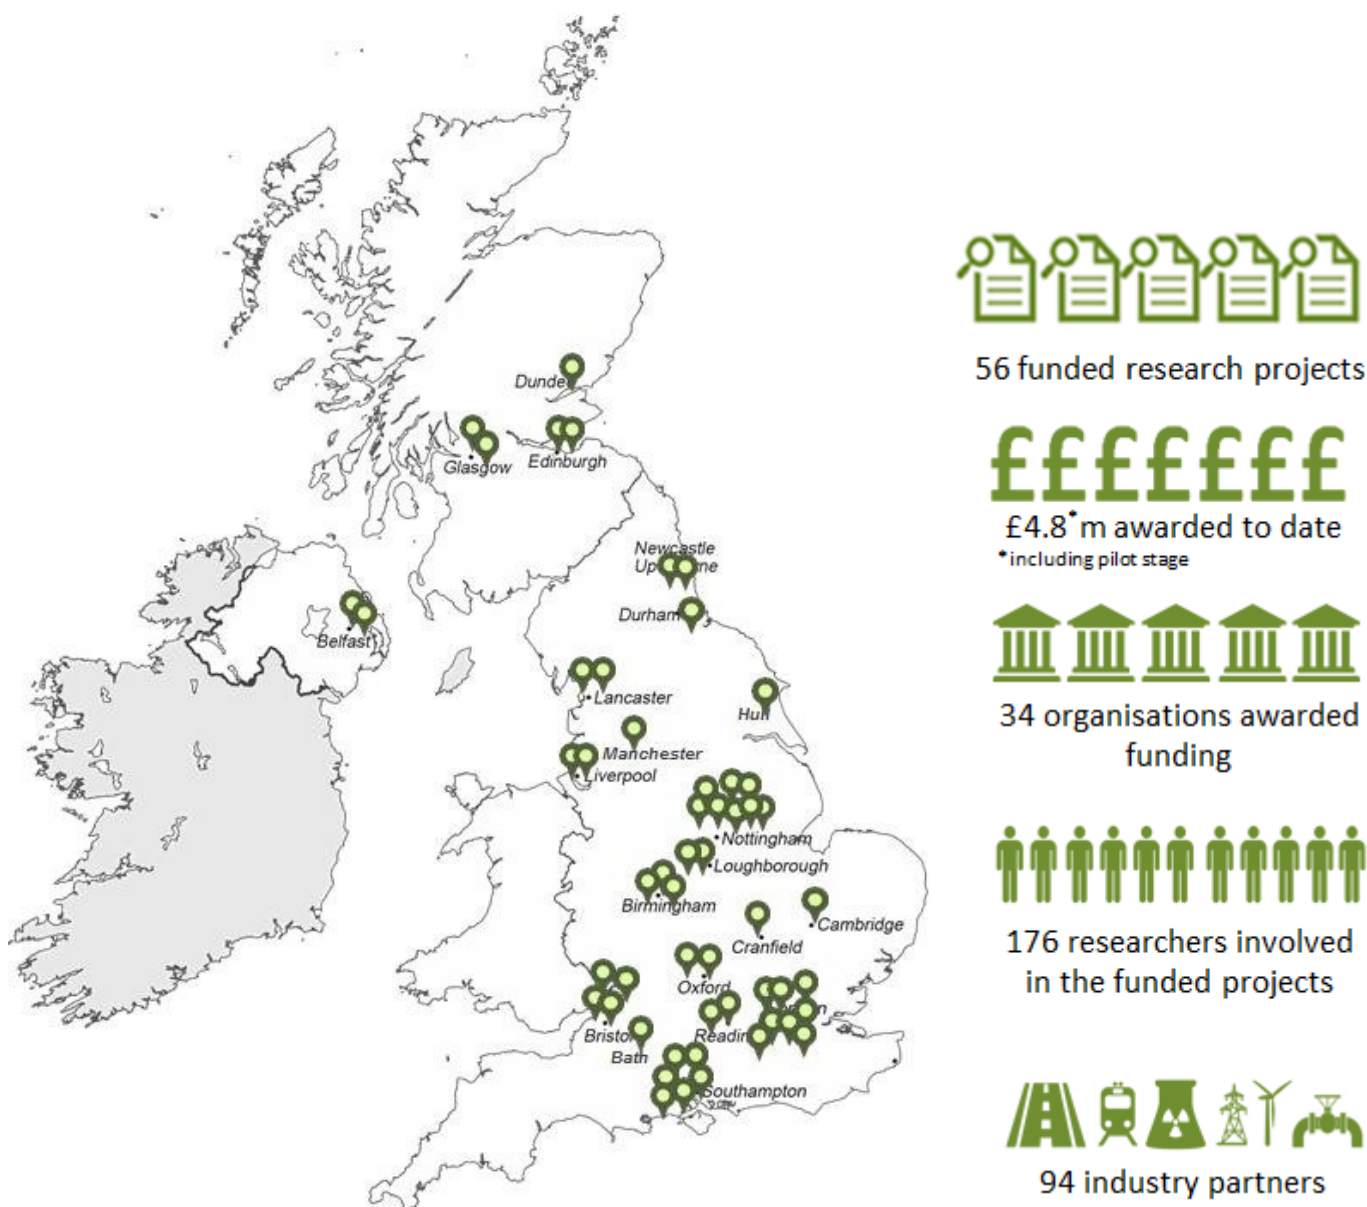 Dunde
Glasgow
Edinburgh
Newcastle
Belfast
Durham
Lancaster
Hull
Manchester
Liverpool
Nottingham
Loughborough
Birmingham
Cambridge
Cranfield
Oxford
Bristol
Readin
Bath
Southampton
56 funded research projects
£ £ £ £ £ £ £
£4.8*m awarded to date
*including pilot stage
34 organisations awarded
funding
176 researchers involved
in the funded projects
94 industry partners